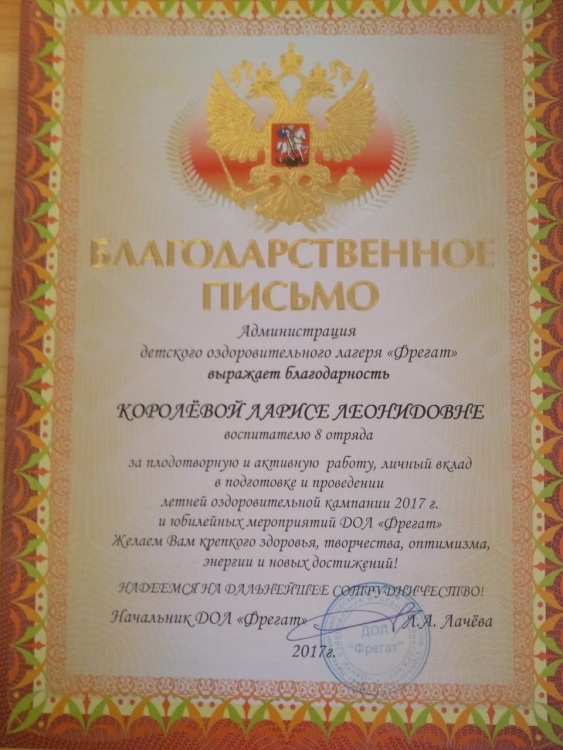 БЛАГОДАРСТВЕННОЕ
ПИСЬМО
Администрация
детского оздоровительного лагеря «Фрегат»
выражает благодарность
КОРОЛЁВОЙ ЛАРИСЕ ЛЕОНИДОВНЕ
воспитателю 8 отряда
за плодотворную и активную работу, личный вклад
в подготовке и проведении
летней оздоровительной кампании 2017 г.
и юбилейных мероприятий ДОЛ «Фрегат»
Желаем Вам крепкого здоровья, творчества, оптимизма,
энергии и новых достижений!
НАДЕЕМСЯ НА ДАЛЬНЕЙШЕЕ СОТРУДНИЧЕСТВО!
Начальник ДОЛ «Фрегат» Л.А. Лачёва
ДОЛ
"Фрегат"
2017г.